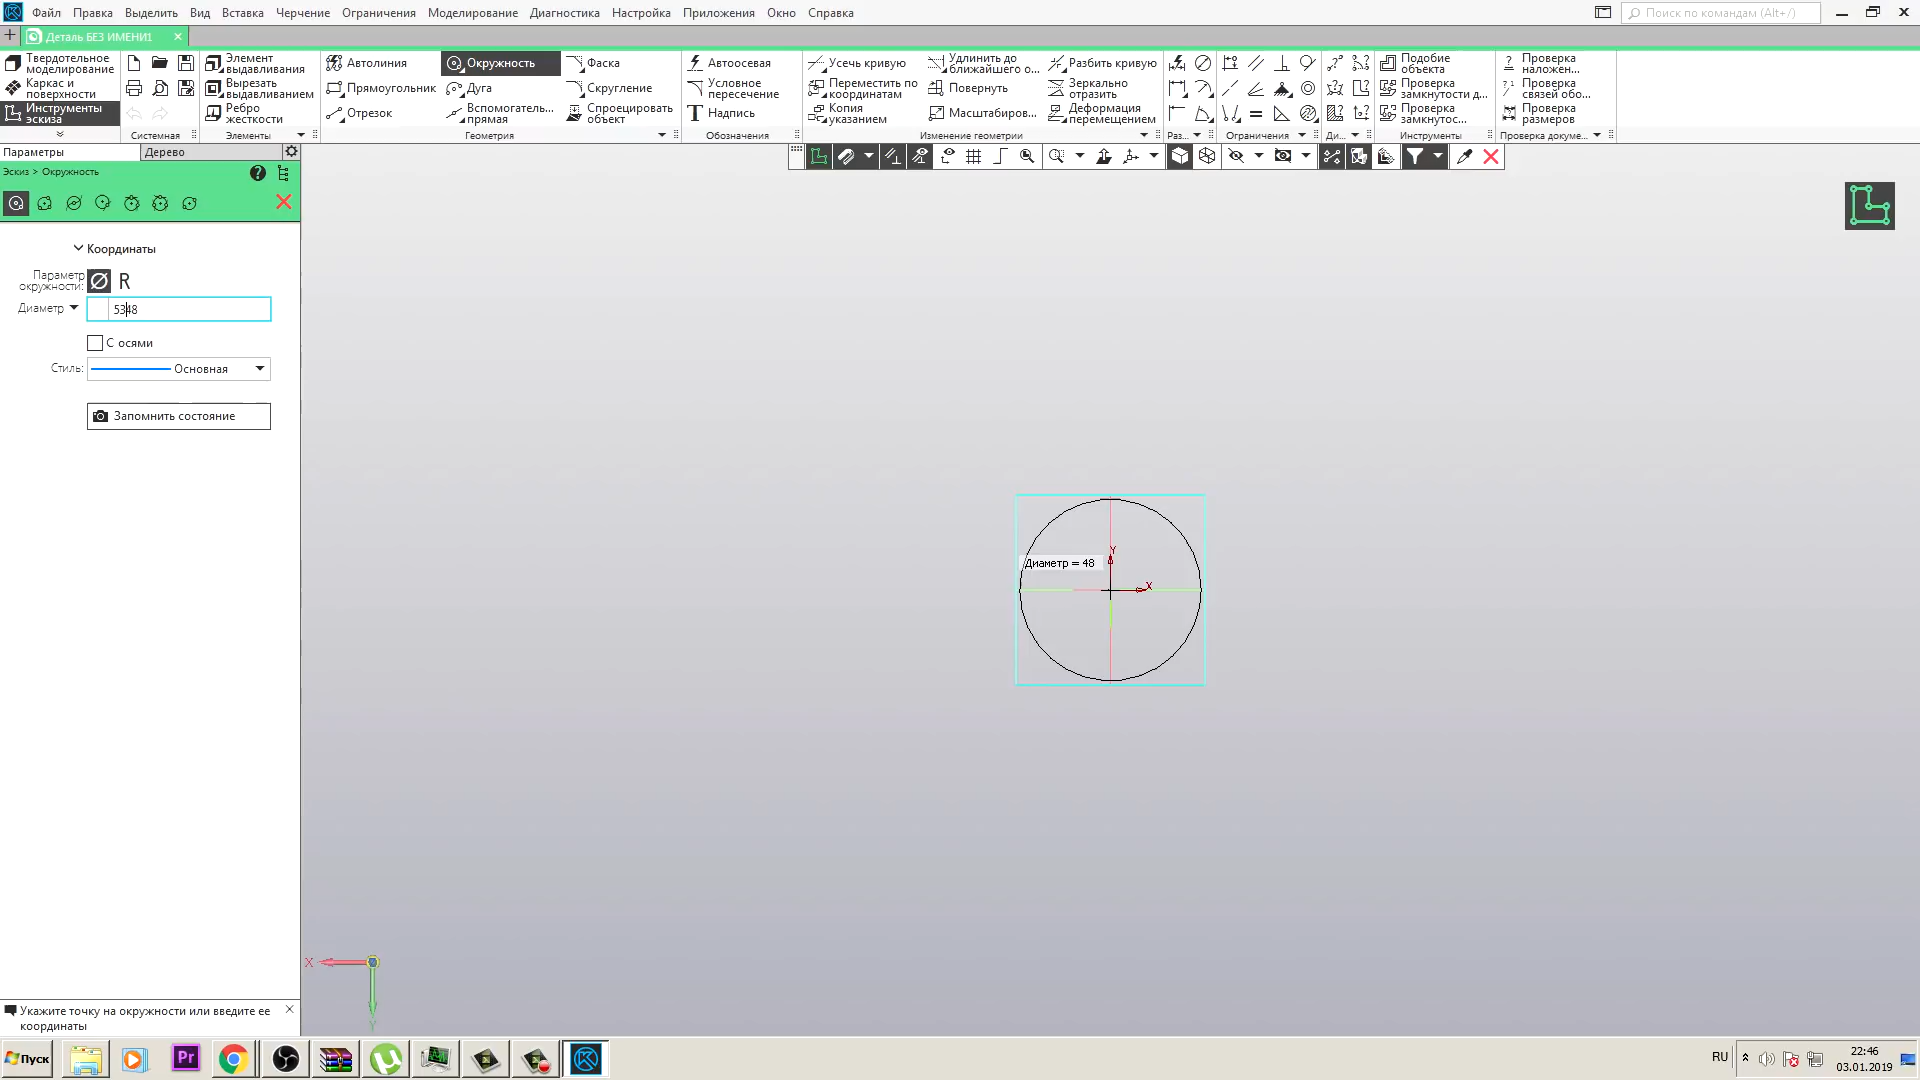 Файл Правка Выделить Вид Вставка Черчение Ограничения Моделирование Диагностика Настройка Приложения Окно Справка
Поиск по командам (Alt+/)
Деталь БЕЗ ИМЕНИ1
Твердотельное моделирование
Каркас и поверхности
Инструменты эскиза
Системная
Элемент выдавливания
Вырезать выдавливанием
Ребро жесткости
Элементы
Автолиния
Прямоугольник
Отрезок
Окружность
Дуга
Вспомогатель... прямая
Фаска
Скругление
Спроецировать объект
Геометрия
Автоосевая
Условное пересечение
Надпись
Обозначения
Усечь кривую
Переместить по координатам
Копия указанием
Удлинить до ближайшего о...
Повернуть
Масштабиров...
Разбить кривую
Зеркально отразить
Деформация перемещением
Изменение геометрии
Раз...
Ограничения
Ди...
Подобие объекта
Проверка замкнутости д...
Проверка замкнутос...
Инструменты
Проверка наложен...
Проверка связей обо...
Проверка размеров
Проверка докуме...
Параметры
Дерево
Эскиз > Окружность
Координаты
Параметр окружности:
R
Диаметр
5348
С осями
Стиль:
Основная
Запомнить состояние
Диаметр = 48
Y
X
X
Y
Укажите точку на окружности или введите ее
координаты
Пуск
Pr
RU
22:46
03.01.2019